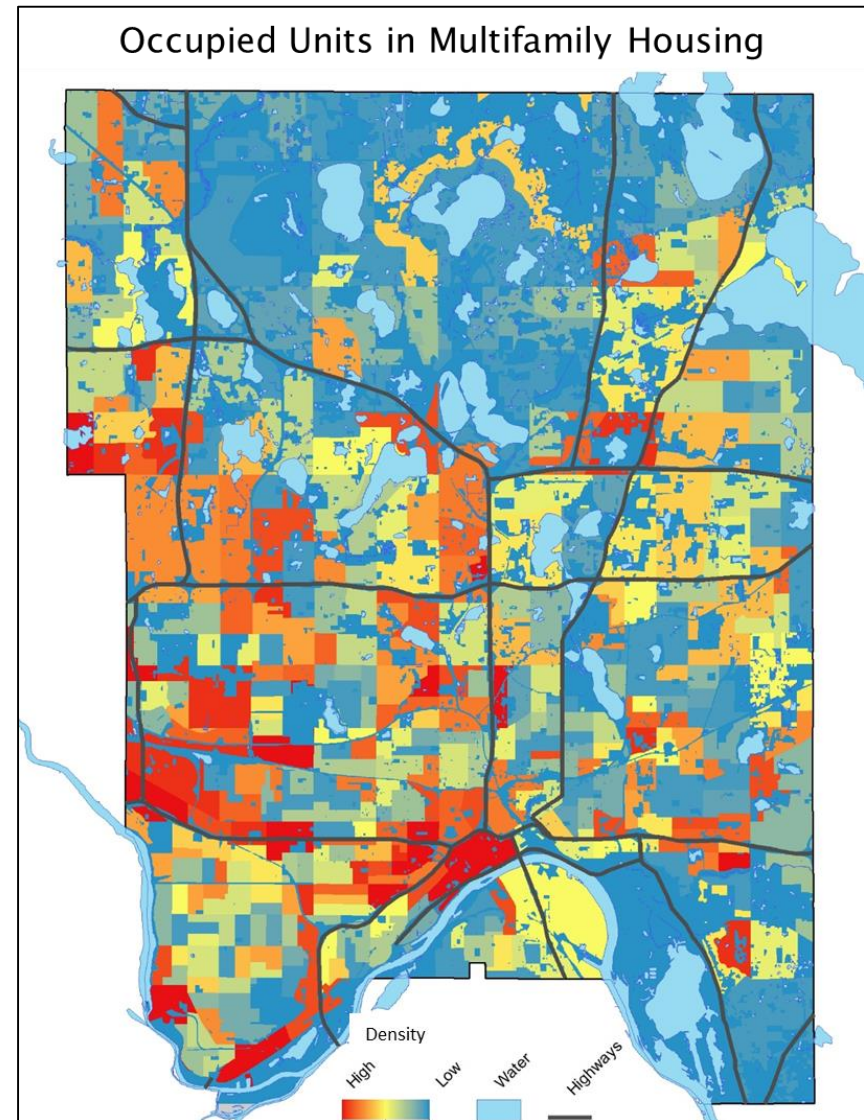 Occupied Units in Multifamily Housing
Density
High
Low
Water
Highways